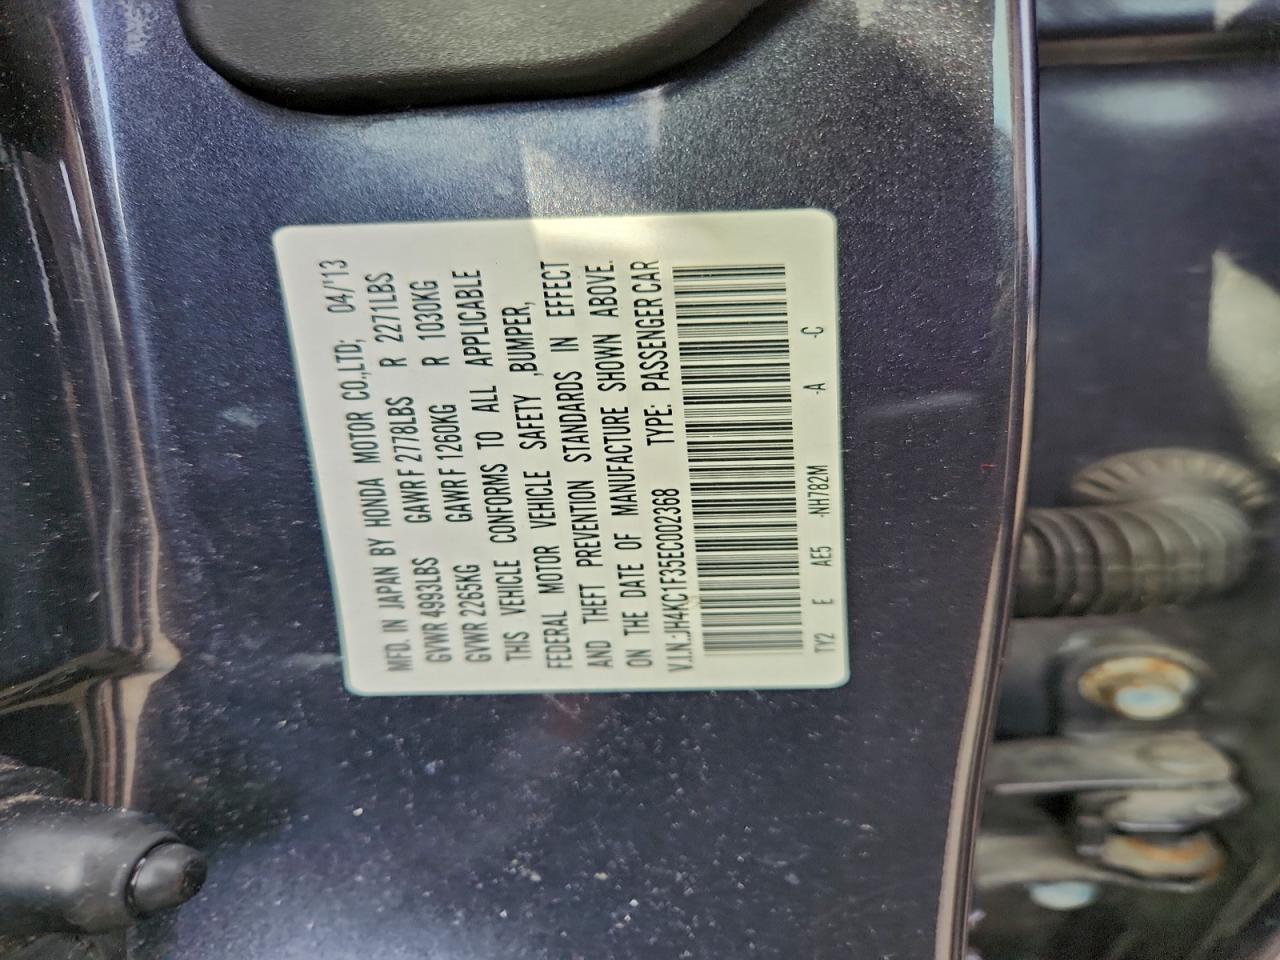 MFD. IN JAPAN BY HONDA MOTOR CO.,LTD; 04/'13
GVWR 4993LBS GAWR F 2778LBS R 2271LBS
GVWR 2265KG GAWR F 1260KG R 1030KG
THIS VEHICLE CONFORMS TO ALL APPLICABLE
FEDERAL MOTOR VEHICLE SAFETY ,BUMPER,
AND THEFT PREVENTION STANDARDS IN EFFECT
ON THE DATE OF MANUFACTURE SHOWN ABOVE.
V.I.N.:JH4KC1F35EC002368 TYPE: PASSENGER CAR
TY2 E AE5 -NH782M -A -C